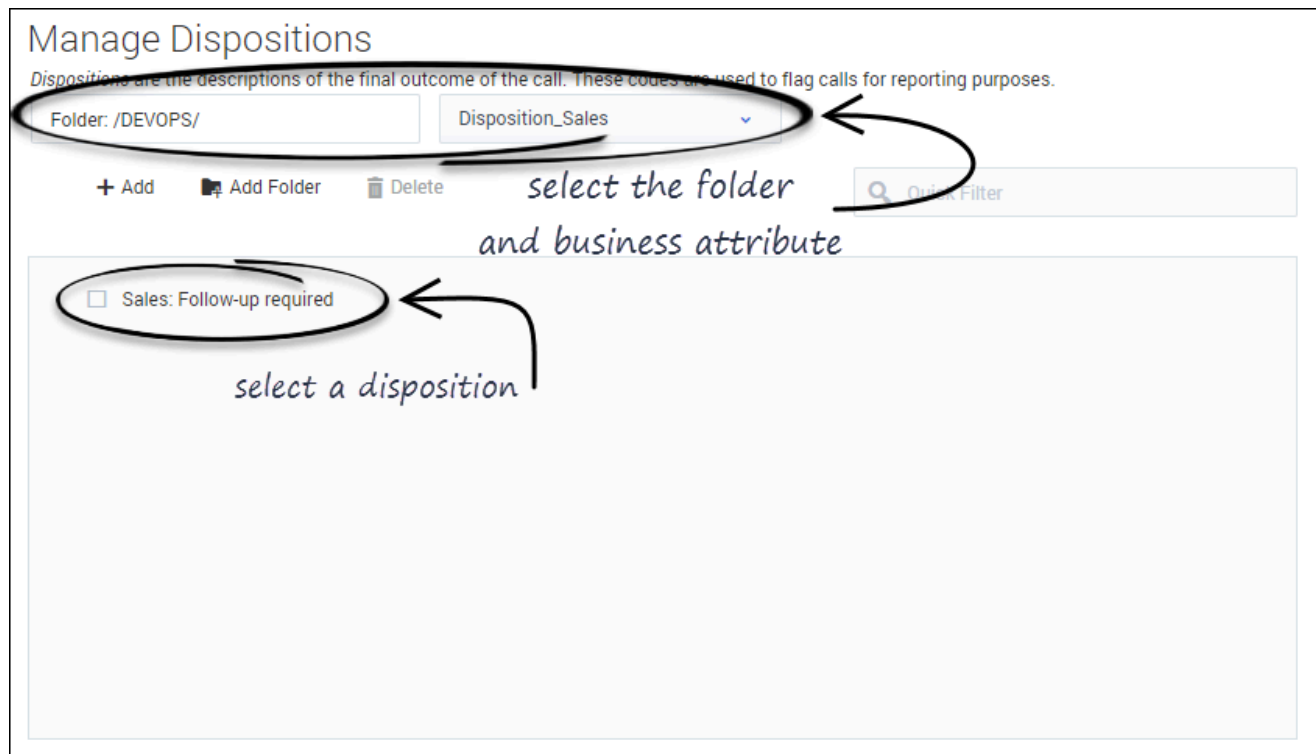 Manage Dispositions
Dispositions are the descriptions of the final outcome of the call. These codes are used to flag calls for reporting purposes.
Folder: /DEVOPS/ Disposition_Sales
+ Add Add Folder Delete select the folder Quick Filter
and business attribute
Sales: Follow-up required
select a disposition